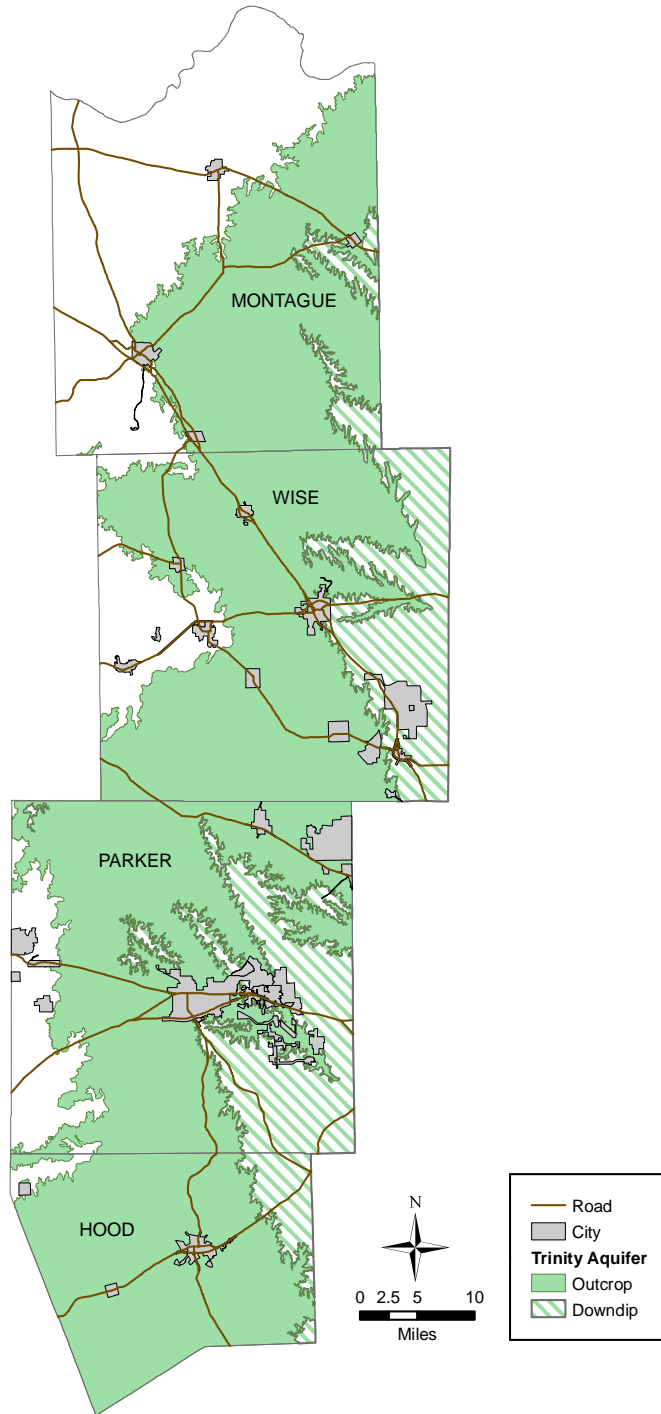 MONTAGUE
WISE
PARKER
HOOD
N
0 2.5 5 10
Miles
Road
City
Trinity Aquifer
Outcrop
Downdip